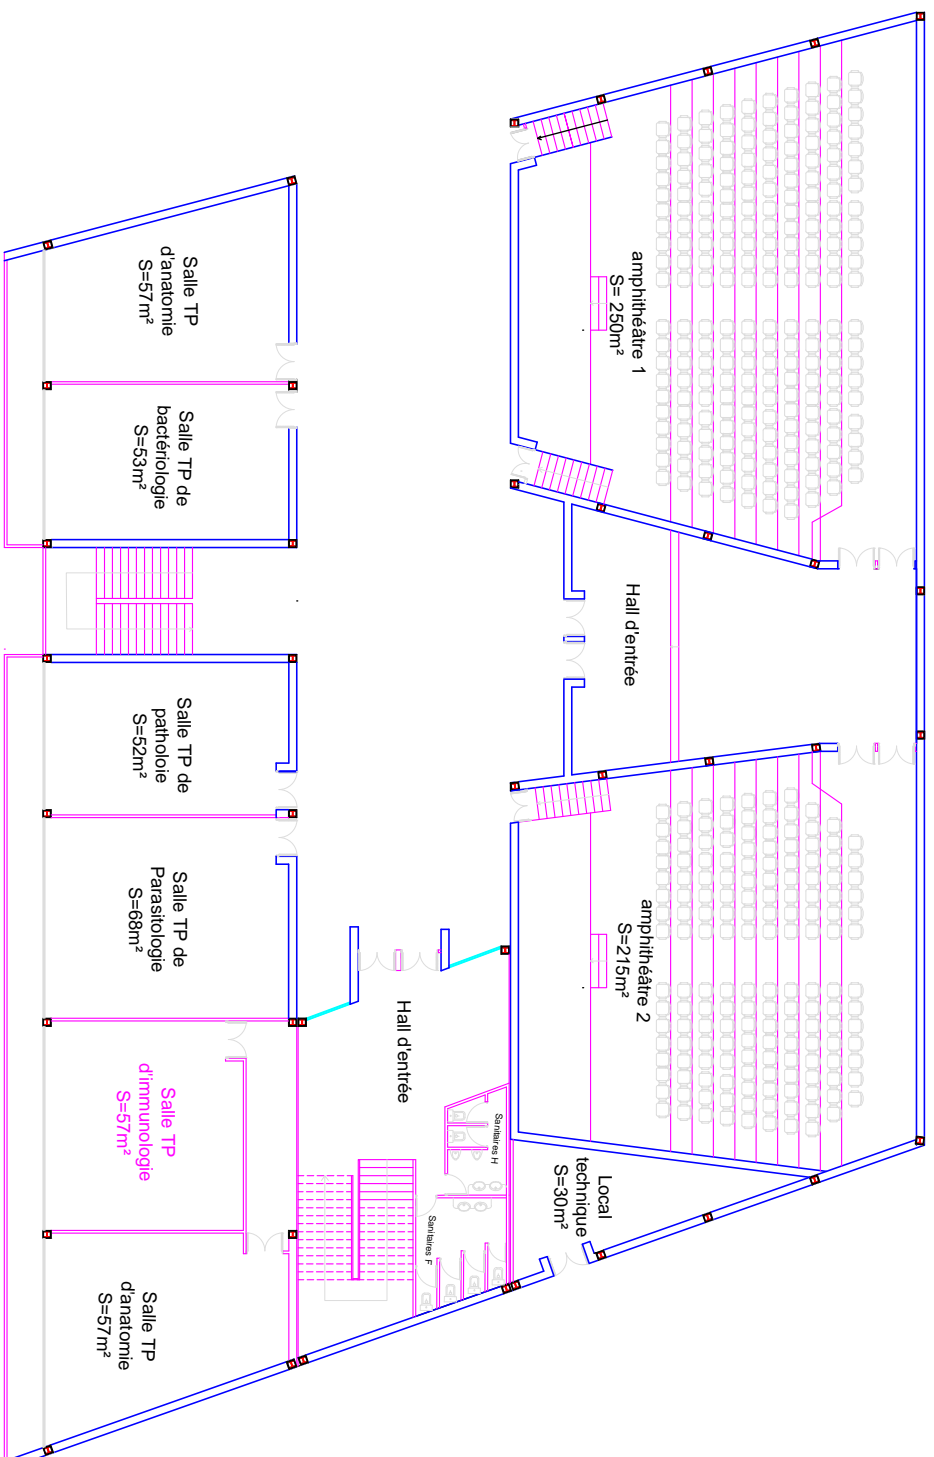 amphithéâtre 1
S= 250m²
Salle TP
d'anatomie
S=57m²
Salle TP de
bactériologie
S=53m²
Hall d'entrée
Salle TP de
patholoie
S=52m²
Salle TP de
Parasitologie
S=68m²
amphithéâtre 2
S=215m²
Hall d'entrée
Salle TP
d'immunologie
S=57m²
Sanitaires H
Sanitaires F
Local
technique
S=30m²
Salle TP
d'anatomie
S=57m²